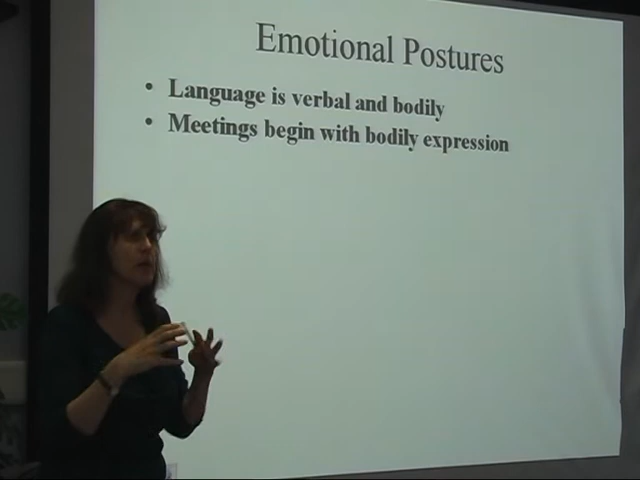 Emotional Postures
• Language is verbal and bodily
• Meetings begin with bodily expression